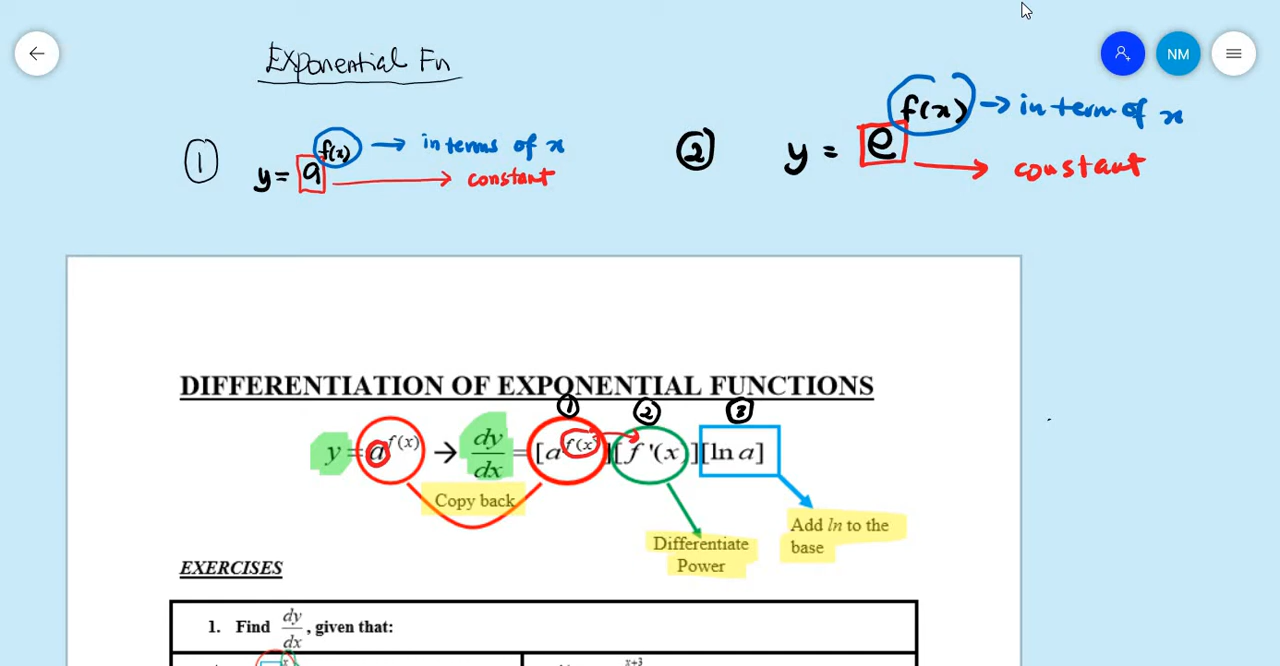 NM
Exponential Fn
① y = a^f(x) → in terms of x
→ constant
② y = e^f(x) → in term of x
→ constant
DIFFERENTIATION OF EXPONENTIAL FUNCTIONS
① ② ③
y = a^f(x) → dy/dx = [a^f(x)][f '(x)][ln a]
Copy back
Differentiate
Power
Add ln to the
base
EXERCISES
1. Find dy/dx, given that:
x+3